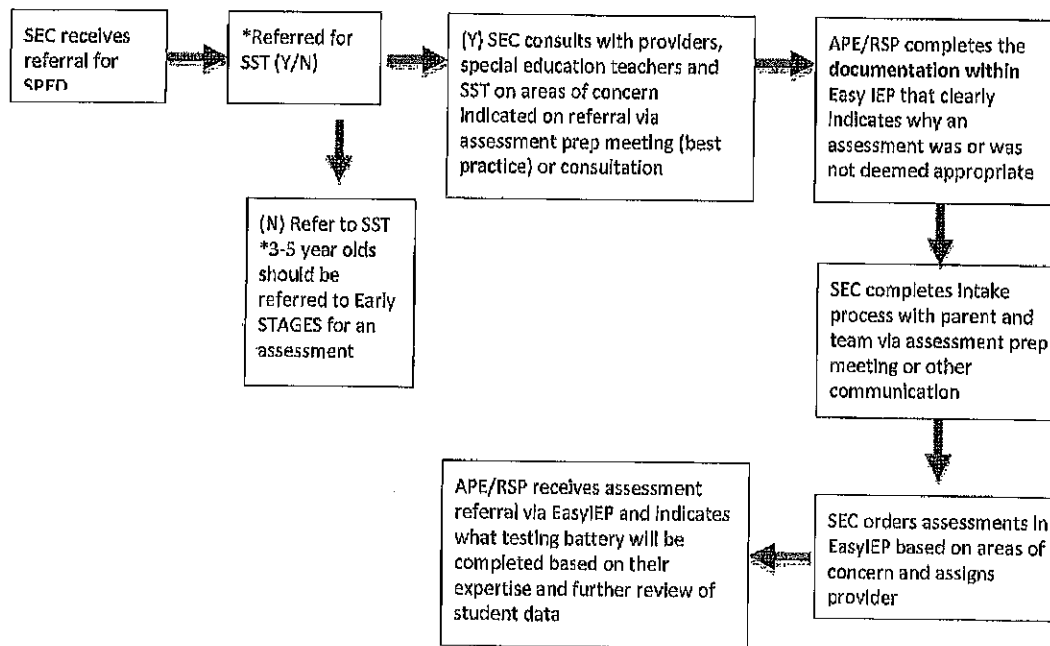 SEC receives
referral for
SPED
*Referred for
SST (Y/N)
(Y) SEC consults with providers,
special education teachers and
SST on areas of concern
indicated on referral via
assessment prep meeting (best
practice) or consultation
APE/RSP completes the
documentation within
Easy IEP that clearly
indicates why an
assessment was or was
not deemed appropriate
(N) Refer to SST
*3-5 year olds
should be
referred to Early
STAGES for an
assessment
SEC completes intake
process with parent and
team via assessment prep
meeting or other
communication
APE/RSP receives assessment
referral via EasyIEP and indicates
what testing battery will be
completed based on their
expertise and further review of
student data
SEC orders assessments in
EasyIEP based on areas of
concern and assigns
provider